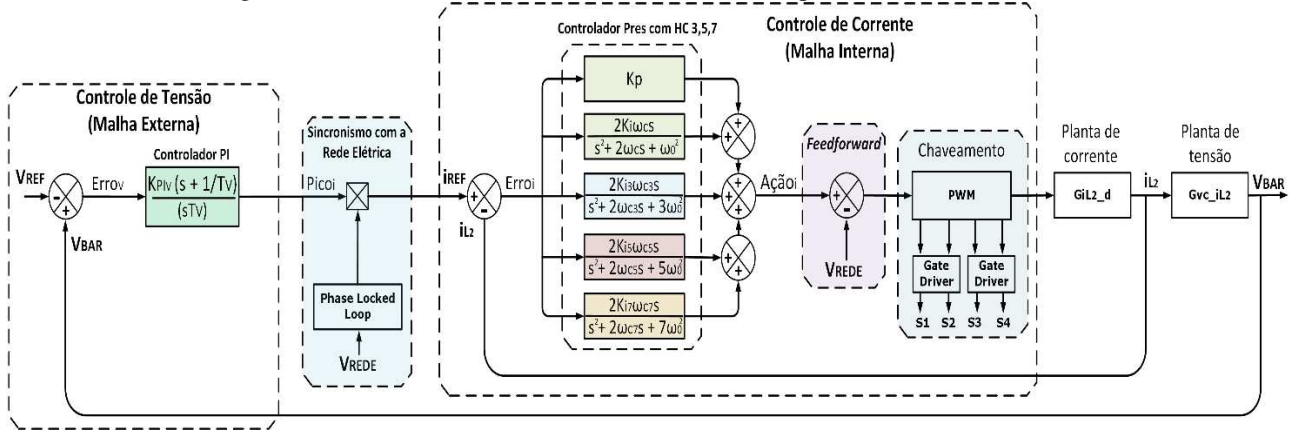 Controle de Tensão
(Malha Externa)
Controlador PI
VREF
ErroV
KPIV (s + 1/TV)
(sTV)
VBAR
Sincronismo com a
Rede Elétrica
Picoi
Phase Locked
Loop
VREDE
Controle de Corrente
(Malha Interna)
Controlador Pres com HC 3,5,7
iREF
Erroi
iL2
Kp
2Kiωcs
s² + 2ωcs + ω0²
2Ki3ωc3s
s² + 2ωc3s + 3ω0²
2Ki5ωc5s
s² + 2ωc5s + 5ω0²
2Ki7ωc7s
s² + 2ωc7s + 7ω0²
Açãoi
Feedforward
VREDE
Chaveamento
PWM
Gate
Driver
Gate
Driver
S1 S2 S3 S4
Planta de
corrente
GiL2_d
iL2
Planta de
tensão
Gvc_iL2
VBAR